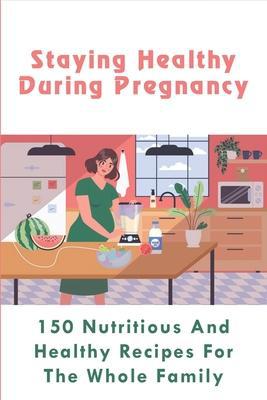 Staying Healthy
During Pregnancy
150 Nutritious And
Healthy Recipes For
The Whole Family